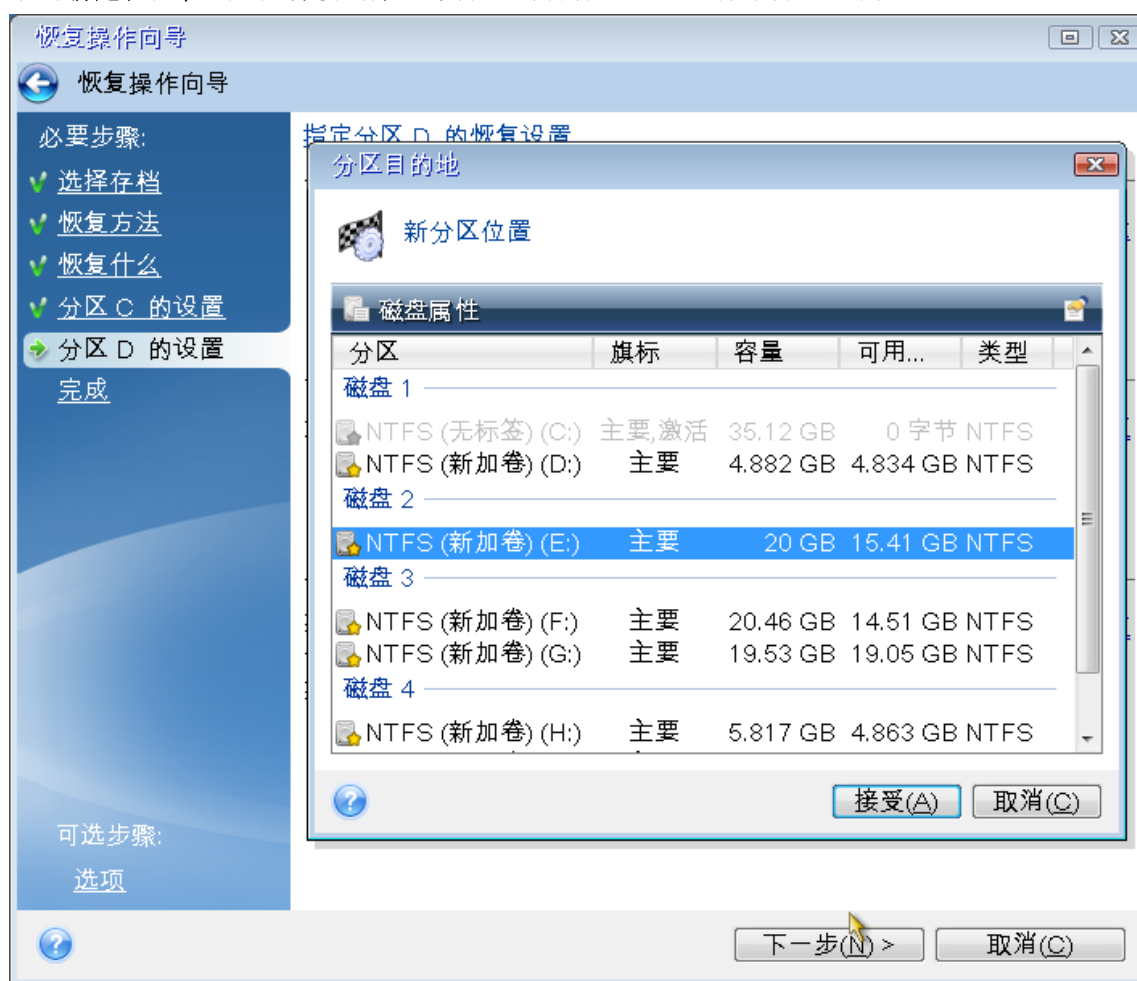 恢复操作向导
恢复操作向导
必要步骤:
选择存档
恢复方法
恢复什么
分区 C 的设置
分区 D 的设置
完成
可选步骤:
选项
指定分区 D 的恢复设置
分区目的地
新分区位置
磁盘属性
分区 旗标 容量 可用... 类型
磁盘 1
NTFS (无标签) (C:) 主要,激活 35.12 GB 0 字节 NTFS
NTFS (新加卷) (D:) 主要 4.882 GB 4.834 GB NTFS
磁盘 2
NTFS (新加卷) (E:) 主要 20 GB 15.41 GB NTFS
磁盘 3
NTFS (新加卷) (F:) 主要 20.46 GB 14.51 GB NTFS
NTFS (新加卷) (G:) 主要 19.53 GB 19.05 GB NTFS
磁盘 4
NTFS (新加卷) (H:) 主要 5.817 GB 4.863 GB NTFS
接受(A) 取消(C)
下一步(N) > 取消(C)